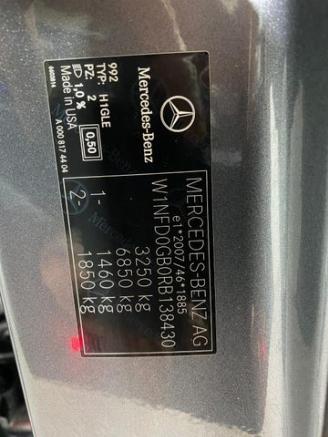 MERCEDES-BENZ AG
e1*2007/46*1885
W1NFD0GB0RB138430
3250 kg
6850 kg
1- 1460 kg
2- 1850 kg
Mercedes-Benz
992
TYP: H1GLE
PZ: 2 0,50
1,0%
Made in USA
A 000 817 44 04